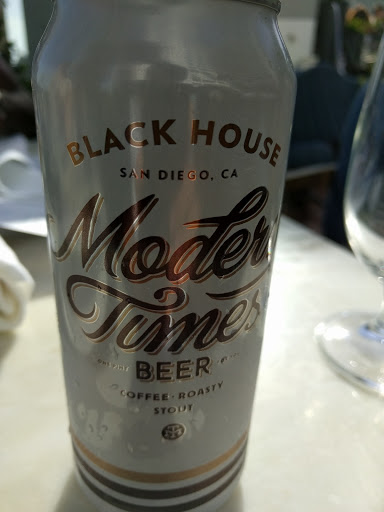 BLACK HOUSE
SAN DIEGO, CA
Modern
Times
BEER
COFFEE·ROASTY
STOUT